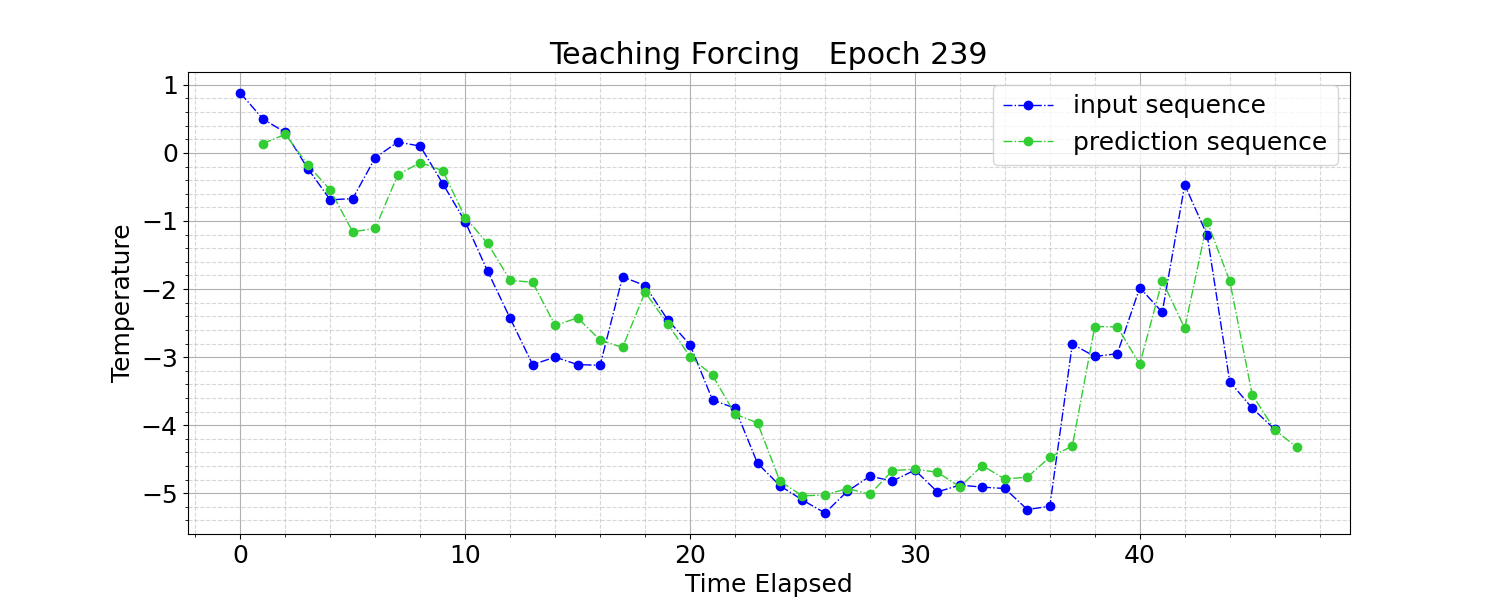 Teaching Forcing   Epoch 239
input sequence
prediction sequence
Temperature
1
0
−1
−2
−3
−4
−5
0 10 20 30 40
Time Elapsed